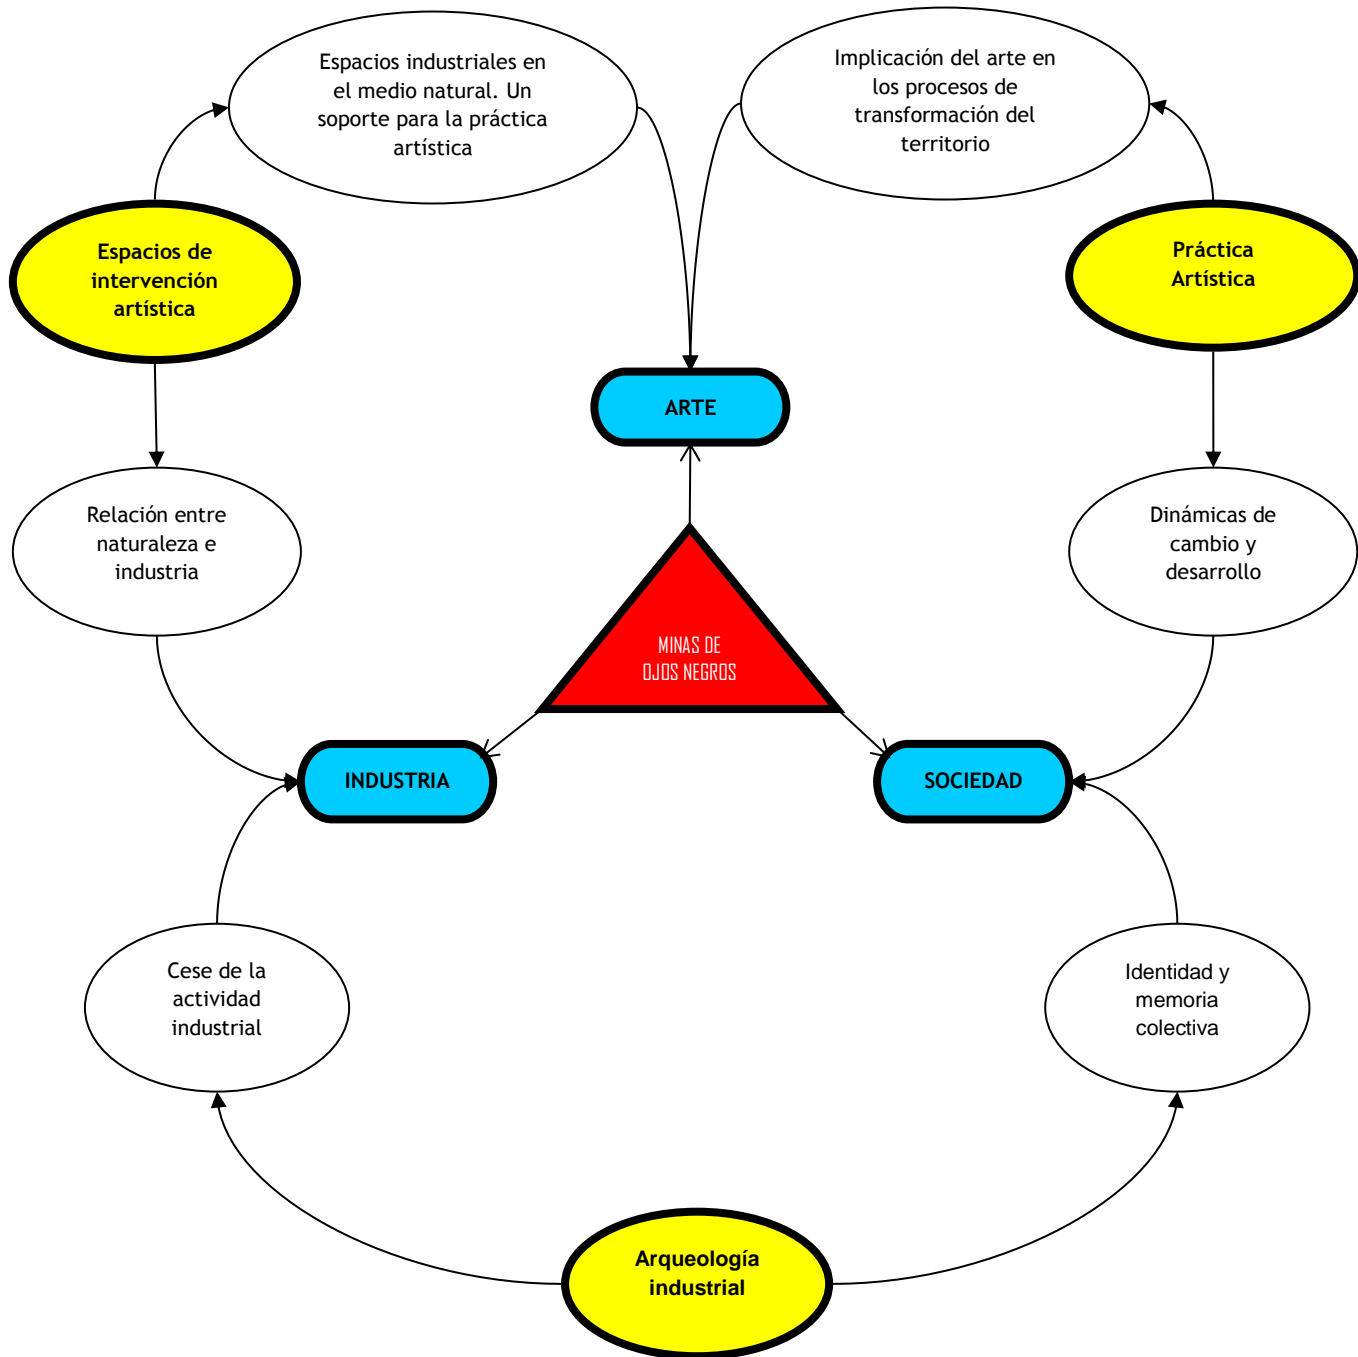 Espacios industriales en
el medio natural. Un
soporte para la práctica
artística
Implicación del arte en
los procesos de
transformación del
territorio
Espacios de
intervención
artística
Práctica
Artística
ARTE
Relación entre
naturaleza e
industria
Dinámicas de
cambio y
desarrollo
MINAS DE
OJOS NEGROS
INDUSTRIA
SOCIEDAD
Cese de la
actividad
industrial
Identidad y
memoria
colectiva
Arqueología
industrial